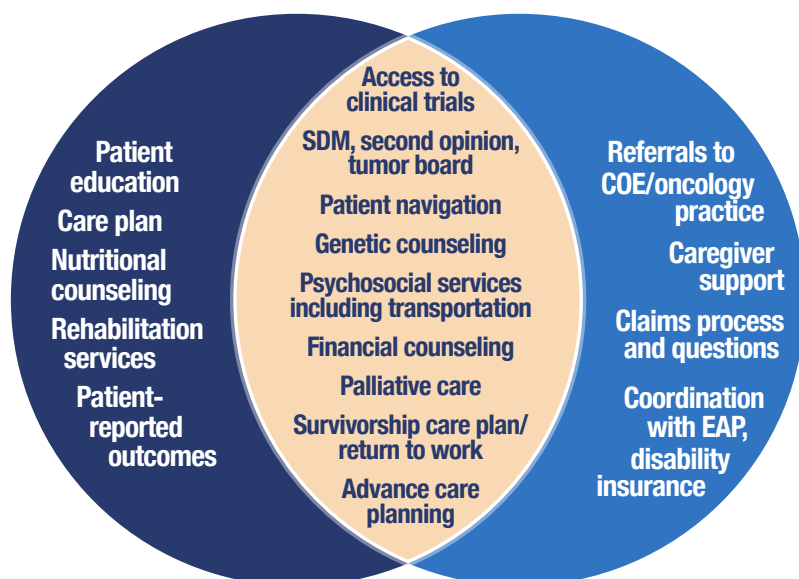 Patient
education
Care plan
Nutritional
counseling
Rehabilitation
services
Patient-
reported
outcomes
Access to
clinical trials
SDM, second opinion,
tumor board
Patient navigation
Genetic counseling
Psychosocial services
including transportation
Financial counseling
Palliative care
Survivorship care plan/
return to work
Advance care
planning
Referrals to
COE/oncology
practice
Caregiver
support
Claims process
and questions
Coordination
with EAP,
disability
insurance